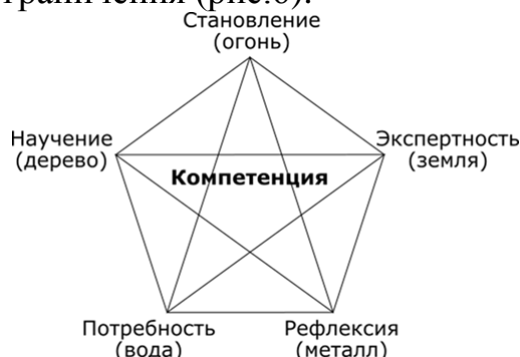 Становление
(огонь)
Научение
(дерево)
Экспертность
(земля)
Компетенция
Потребность
(вода)
Рефлексия
(металл)